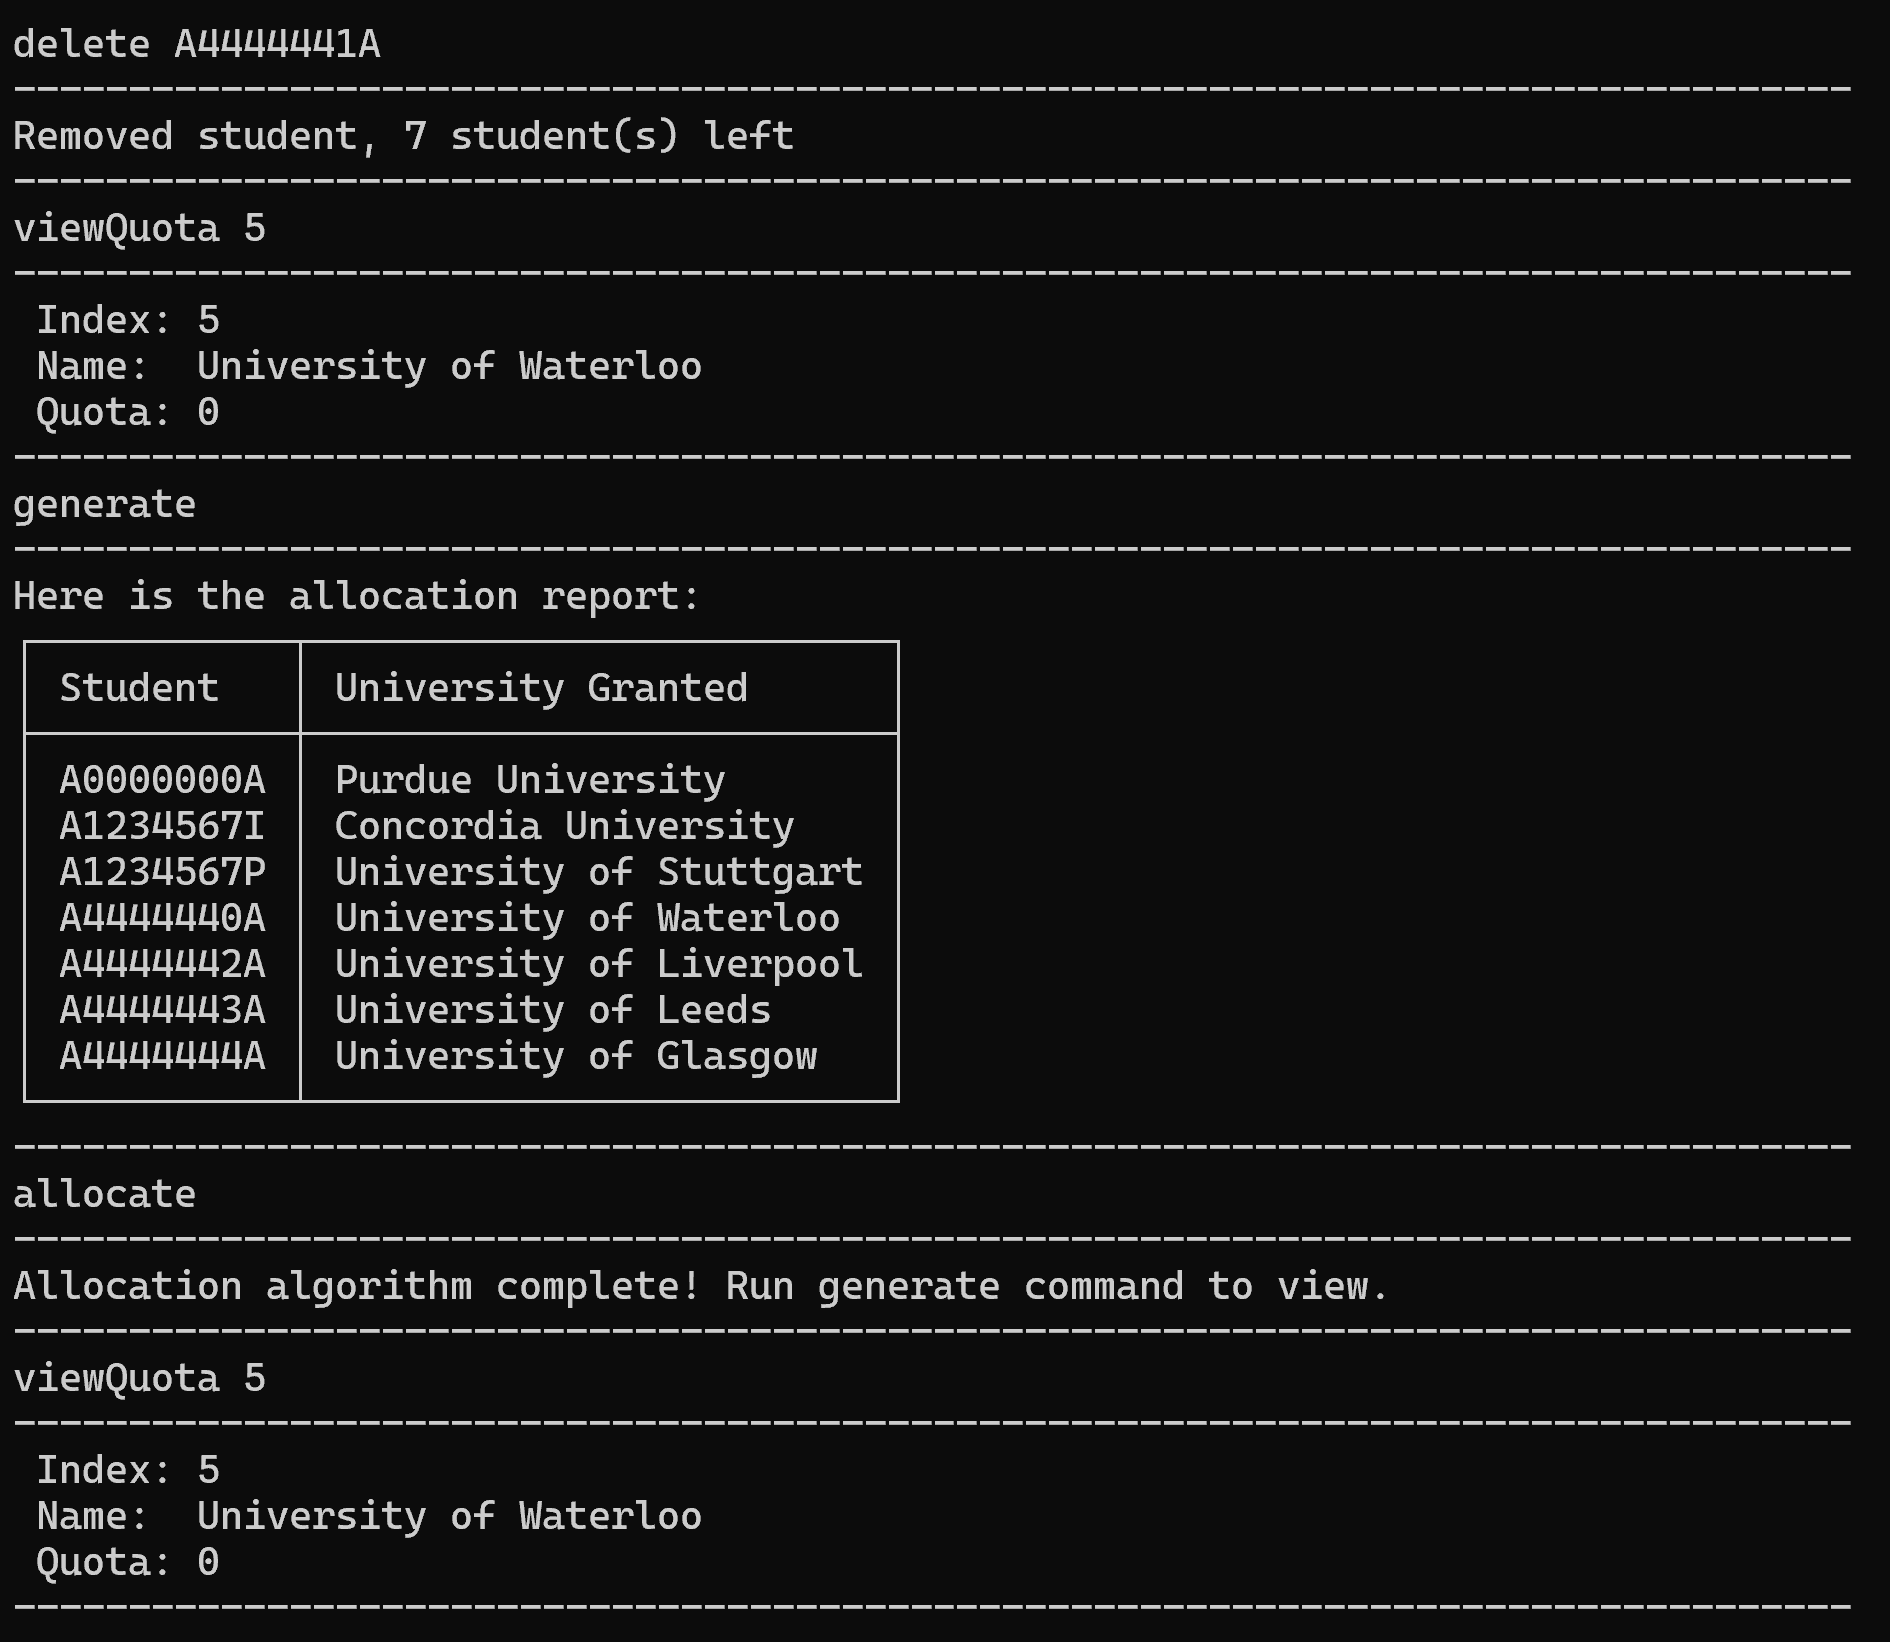 delete A4444441A
--------------------------------------------------------------------------------
Removed student, 7 student(s) left
--------------------------------------------------------------------------------
viewQuota 5
--------------------------------------------------------------------------------
Index: 5
Name:  University of Waterloo
Quota: 0
--------------------------------------------------------------------------------
generate
--------------------------------------------------------------------------------
Here is the allocation report:
Student University Granted
A0000000A Purdue University
A1234567I Concordia University
A1234567P University of Stuttgart
A4444440A University of Waterloo
A4444442A University of Liverpool
A4444443A University of Leeds
A4444444A University of Glasgow
--------------------------------------------------------------------------------
allocate
--------------------------------------------------------------------------------
Allocation algorithm complete! Run generate command to view.
--------------------------------------------------------------------------------
viewQuota 5
--------------------------------------------------------------------------------
Index: 5
Name:  University of Waterloo
Quota: 0
--------------------------------------------------------------------------------